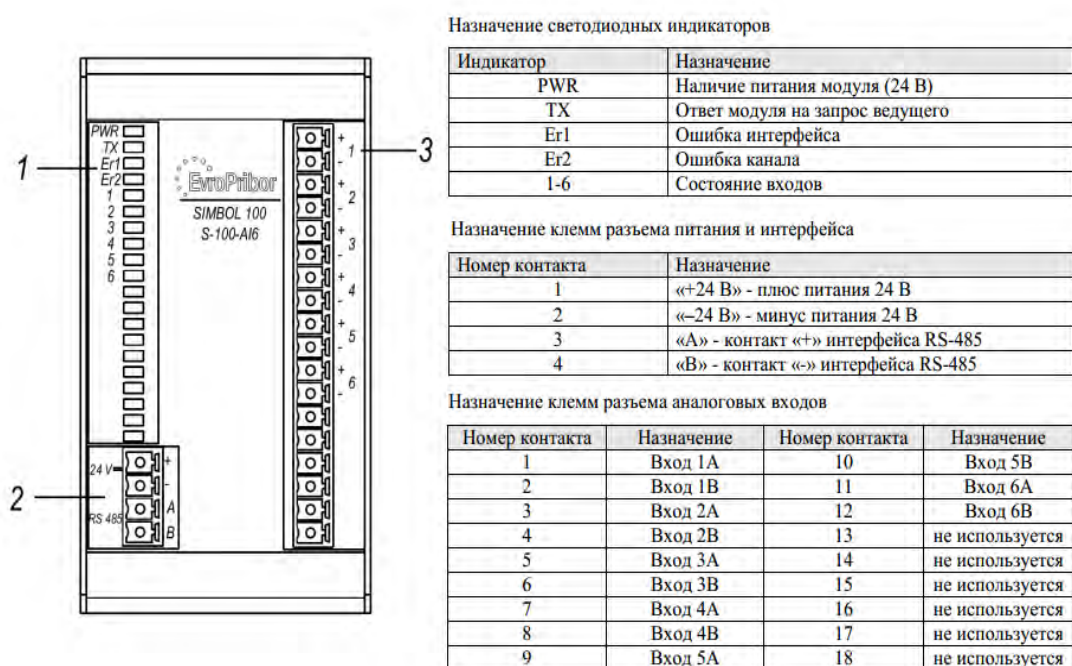 PWR
TX
Er1
Er2
1
2
3
4
5
6
1
2
3
24 V
+
-
RS 485
A
B
EvroPribor
SIMBOL 100
S-100-AI6
+
1
-
+
2
-
+
3
-
+
4
-
+
5
-
+
6
-
Назначение светодиодных индикаторов
Индикатор Назначение
PWR Наличие питания модуля (24 В)
TX Ответ модуля на запрос ведущего
Er1 Ошибка интерфейса
Er2 Ошибка канала
1-6 Состояние входов
Назначение клемм разъема питания и интерфейса
Номер контакта Назначение
1 «+24 В» - плюс питания 24 В
2 «–24 В» - минус питания 24 В
3 «А» - контакт «+» интерфейса RS-485
4 «В» - контакт «-» интерфейса RS-485
Назначение клемм разъема аналоговых входов
Номер контакта Назначение Номер контакта Назначение
1 Вход 1А 10 Вход 5В
2 Вход 1В 11 Вход 6А
3 Вход 2А 12 Вход 6В
4 Вход 2В 13 не используется
5 Вход 3А 14 не используется
6 Вход 3В 15 не используется
7 Вход 4А 16 не используется
8 Вход 4В 17 не используется
9 Вход 5А 18 не используется